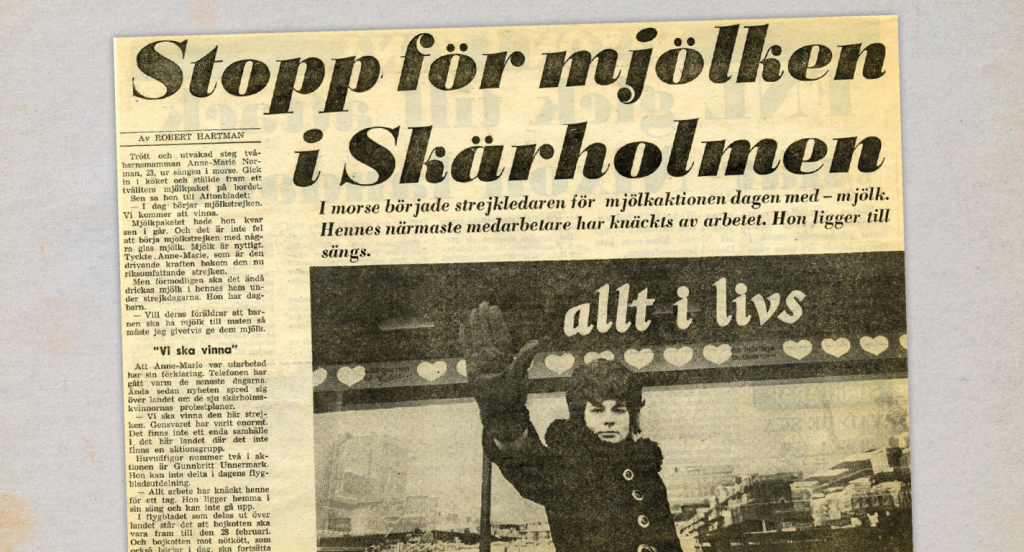 Stopp för mjölken
i Skärholmen
Av ROBERT HARTMAN
I morse började strejkledaren för mjölkaktionen dagen med – mjölk.
Hennes närmaste medarbetare har knäckts av arbetet. Hon ligger till
sängs.
Trött och utvakad steg två-
barnsmamman Anne-Marie Nor-
man, 23, ur sängen i morse. Gick
in i köket och ställde fram ett
tvåliters mjölkpaket på bordet.
Sen sa hon till Aftonbladet:
— I dag börjar mjölkstrejken.
Vi kommer att vinna.
Mjölkpaketet hade hon kvar
sen i går. Och det är inte fel
att börja mjölkstrejken med någ-
ra glas mjölk. Mjölk är nyttigt.
Tyckte Anne-Marie, som är den
drivande kraften bakom den nu
riksomfattande strejken.
Men förmodligen ska det ändå
drickas mjölk i hennes hem un-
der strejkdagarna. Hon har dag-
barn.
— Vill deras föräldrar att bar-
nen ska ha mjölk till maten så
måste jag givetvis ge dem mjölk.
"Vi ska vinna"
Att Anne-Marie var utarbetad
har sin förklaring. Telefonen har
gått varm de senaste dagarna.
Ända sedan nyheten spred sig
över landet om de sju skärholms-
kvinnornas protestplaner.
— Vi ska vinna den här strej-
ken. Gensvaret har varit enormt.
Det finns inte ett enda samhälle
i det här landet där det inte
finns en aktionsgrupp.
Huvudfigur nummer två i ak-
tionen är Gunnbritt Unnermark.
Hon kan inte delta i dagens flyg-
bladsutdelning.
— Allt arbete har knäckt henne
för ett tag. Hon ligger hemma i
sin säng och kan inte gå upp.
I flygbladet som delas ut över
landet står det att bojkotten ska
vara fram till den 28 februari.
Och bojkotten mot nötkött, som
också börjar i dag, ska fortsätta
allt i livs